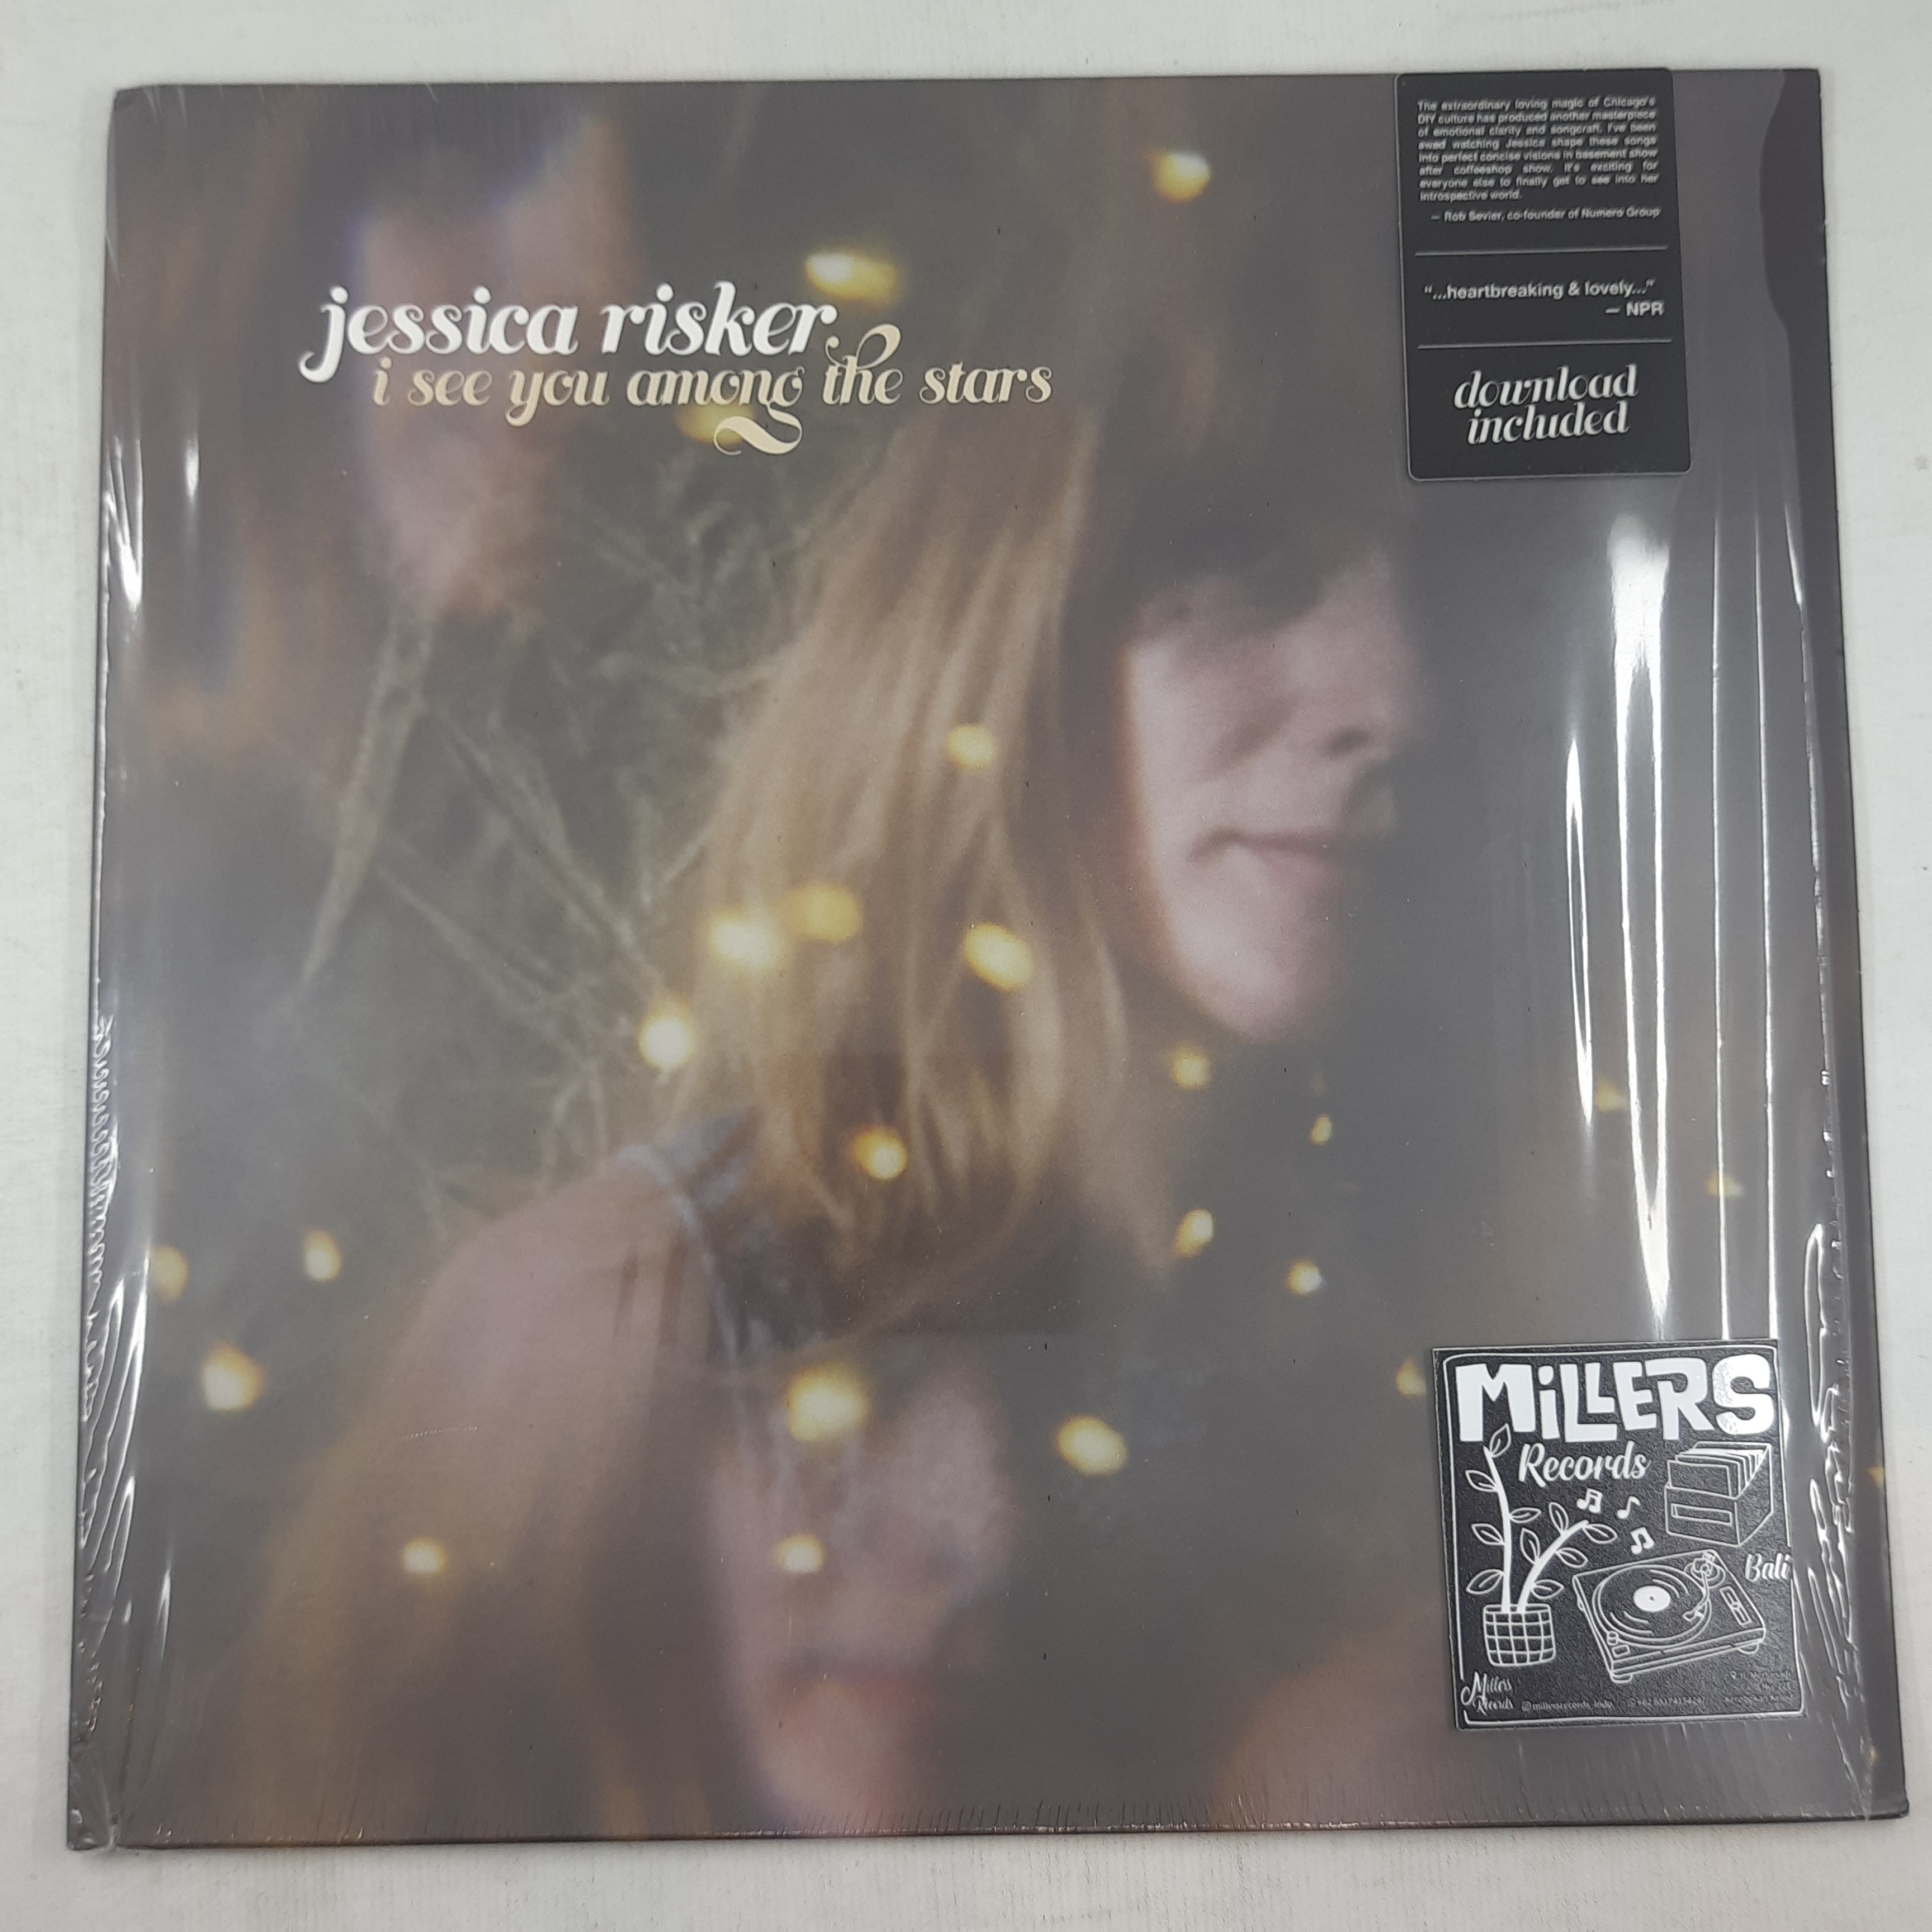 jessica risker
i see you among the stars
The extraordinary loving magic of Chicago's
DIY culture has produced another masterpiece
of emotional clarity and songcraft. I've been
awed watching Jessica shape these songs
into perfect concise visions in basement show
after coffeeshop show. It's exciting for
everyone else to finally get to see into her
introspective world.
— Rob Sevier, co-founder of Numero Group
"...heartbreaking & lovely..."
— NPR
download
included
MiLLERS
Records
Bali
Millers
Records
millersrecords_indo